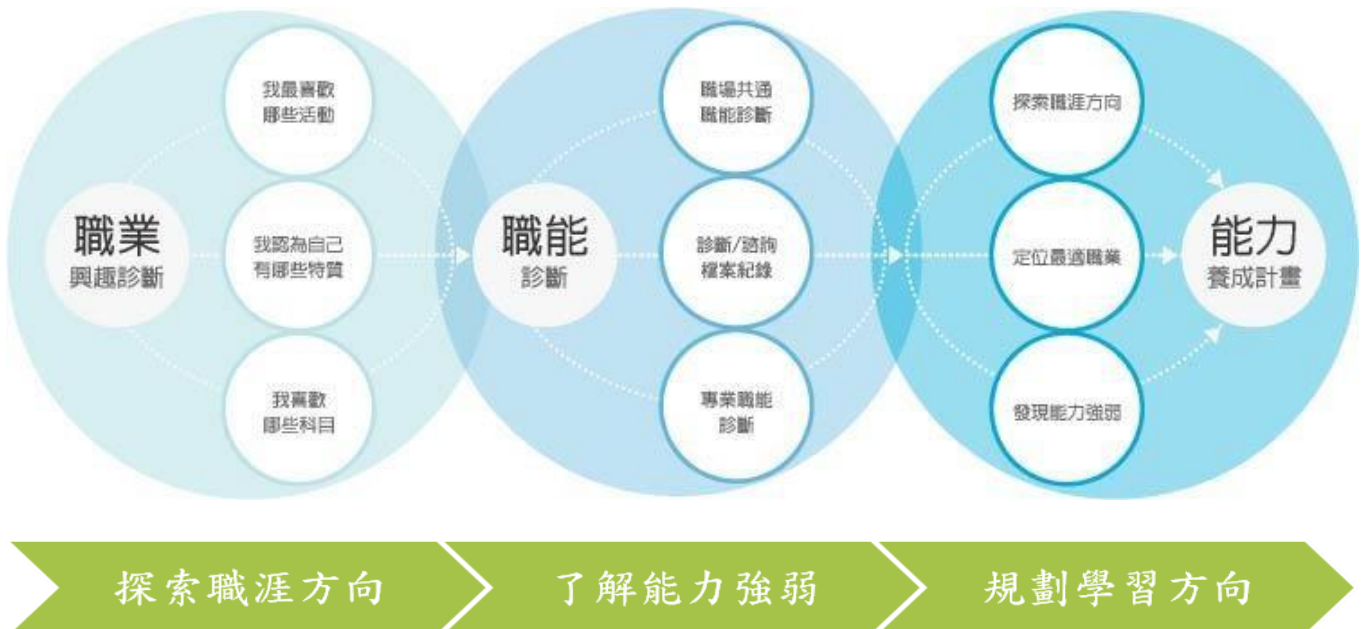 職業
興趣診斷
我最喜歡
哪些活動
我認為自己
有哪些特質
我喜歡
哪些科目
職能
診斷
職場共通
職能診斷
診斷/諮詢
檔案紀錄
專業職能
診斷
探索職涯方向
定位最適職業
發現能力強弱
能力
養成計畫
探索職涯方向
了解能力強弱
規劃學習方向